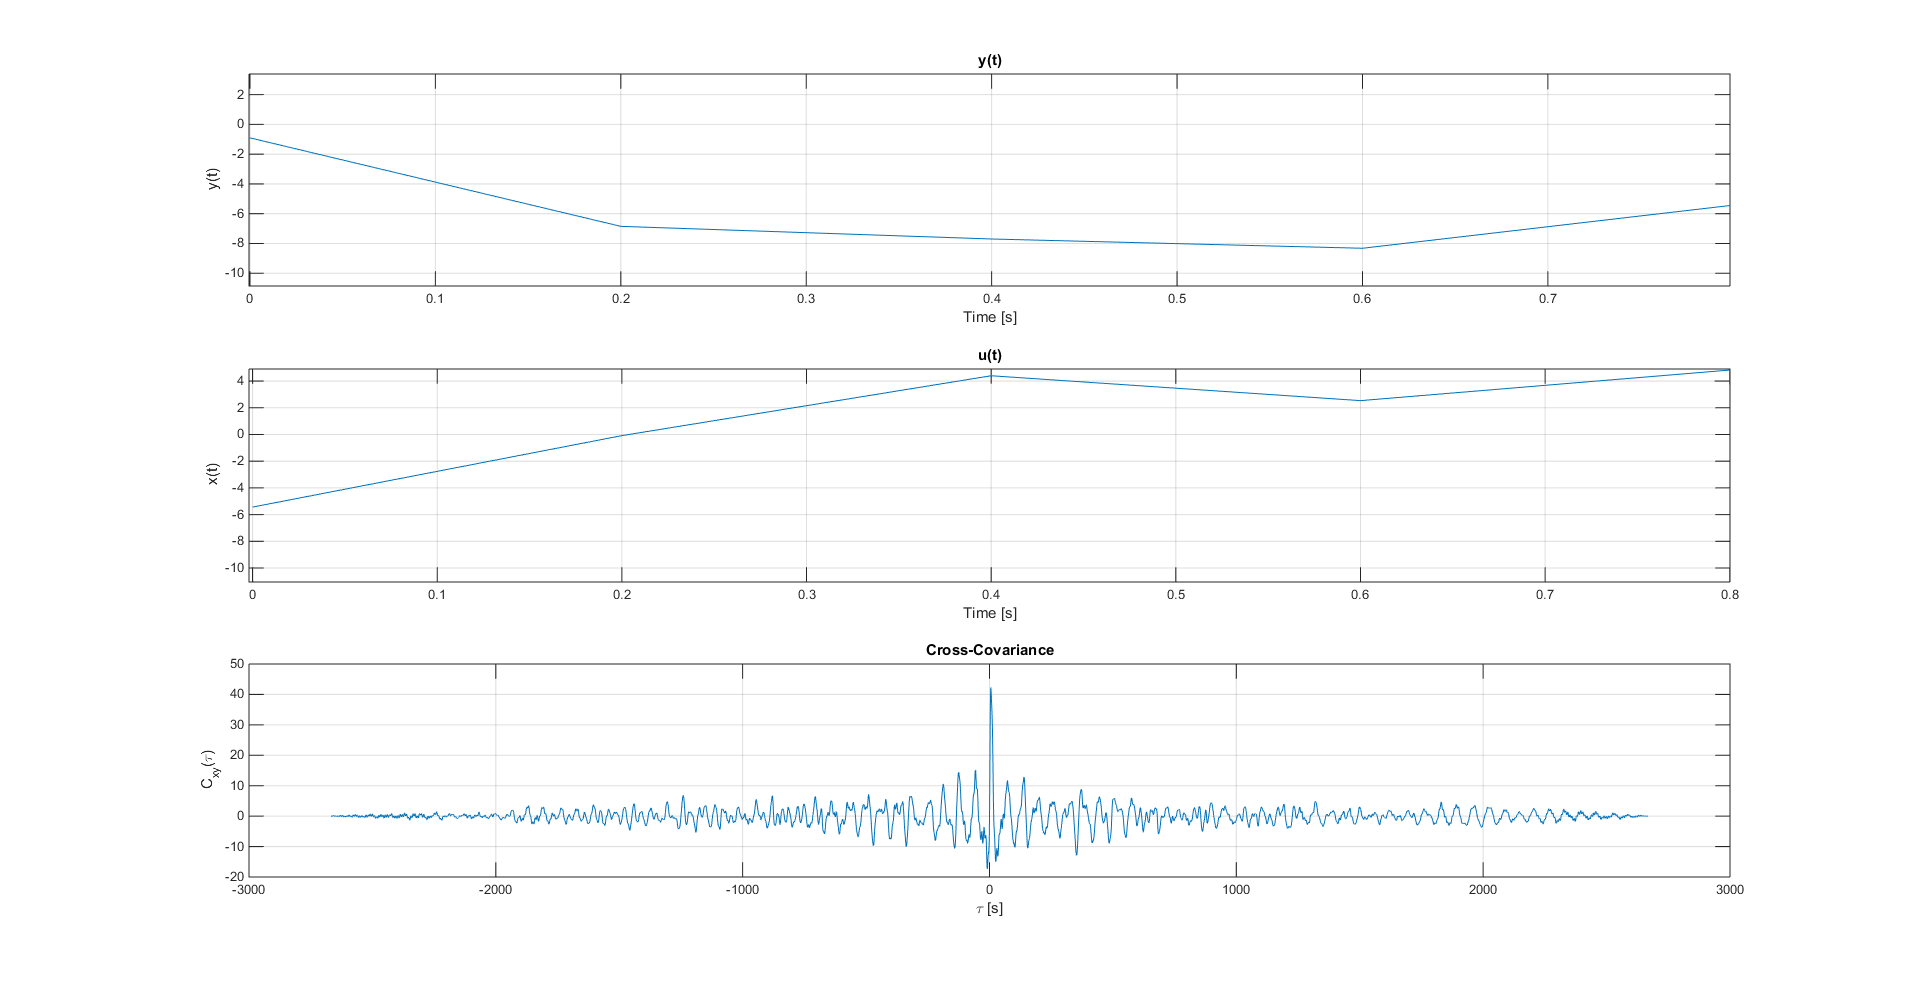 y(t)
y(t)
2
0
-2
-4
-6
-8
-10
0 0.1 0.2 0.3 0.4 0.5 0.6 0.7
Time [s]
u(t)
x(t)
4
2
0
-2
-4
-6
-8
-10
0 0.1 0.2 0.3 0.4 0.5 0.6 0.7 0.8
Time [s]
Cross-Covariance
C_xy(τ)
50
40
30
20
10
0
-10
-20
-3000 -2000 -1000 0 1000 2000 3000
τ [s]